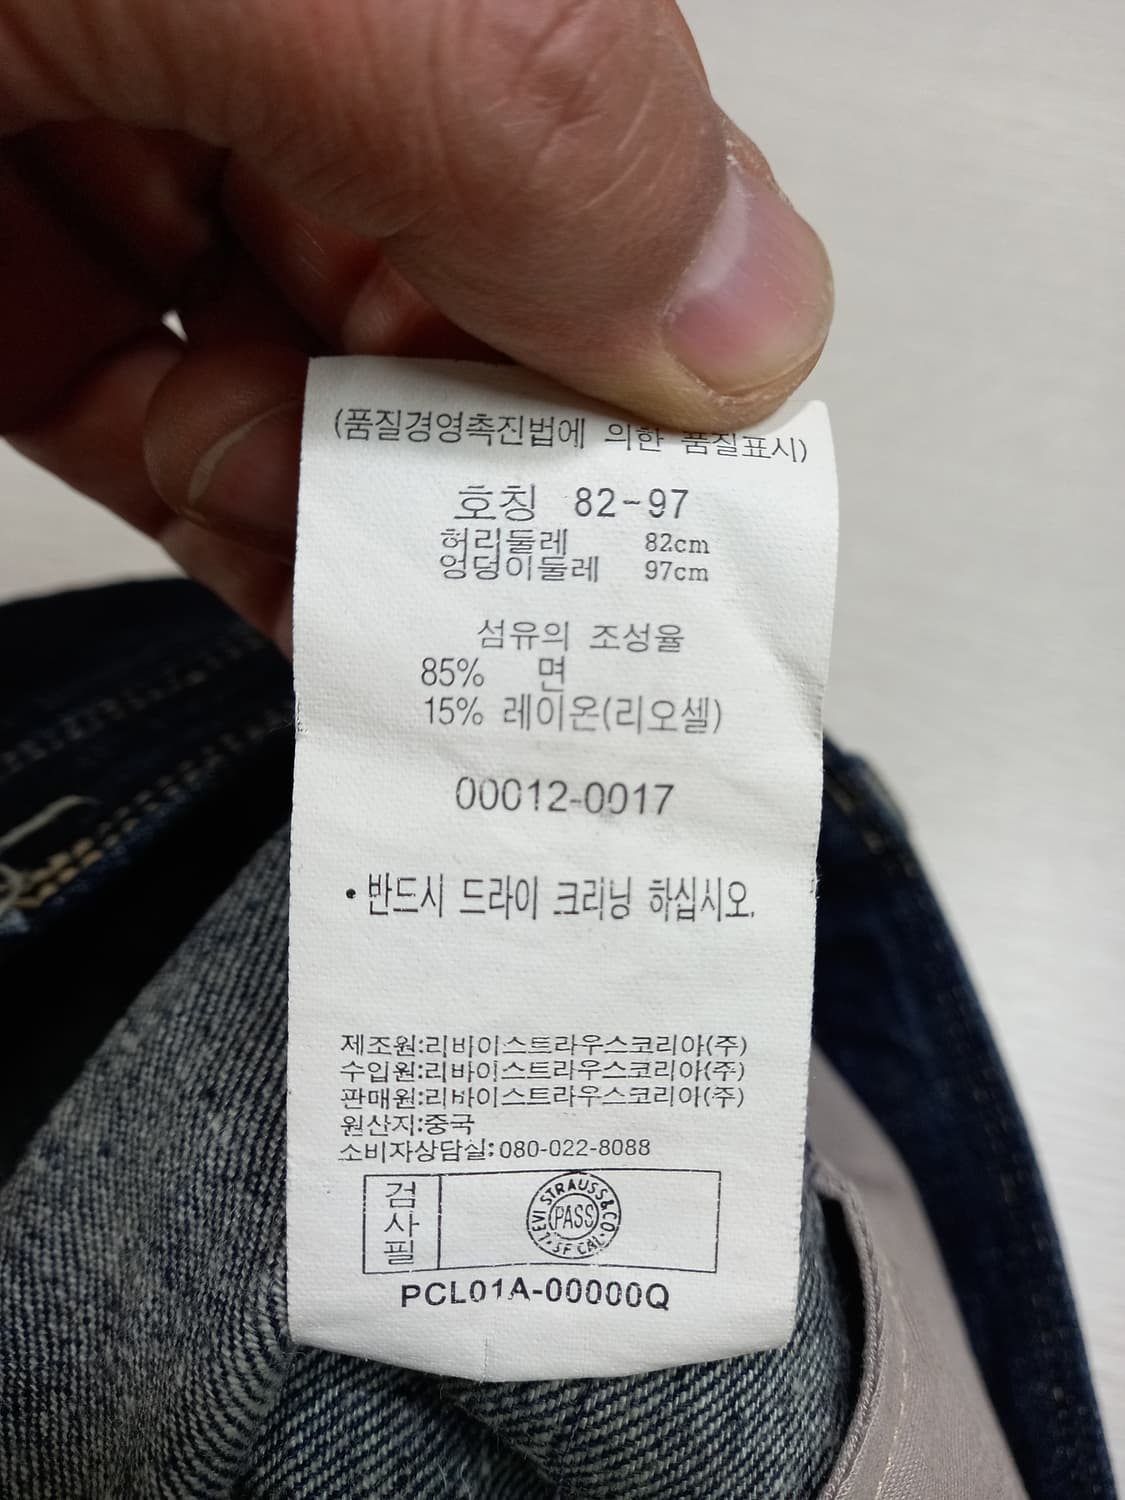 (품질경영촉진법에 의한 품질표시)
호칭 82-97
허리둘레 82cm
엉덩이둘레 97cm
섬유의 조성율
85% 면
15% 레이온(리오셀)
00012-0017
• 반드시 드라이 크리닝 하십시오.
제조원:리바이스트라우스코리아(주)
수입원:리바이스트라우스코리아(주)
판매원:리바이스트라우스코리아(주)
원산지:중국
소비자상담실:080-022-8088
검사필
LEVI STRAUSS & CO. S.F. CAL.
PASS
PCL01A-00000Q